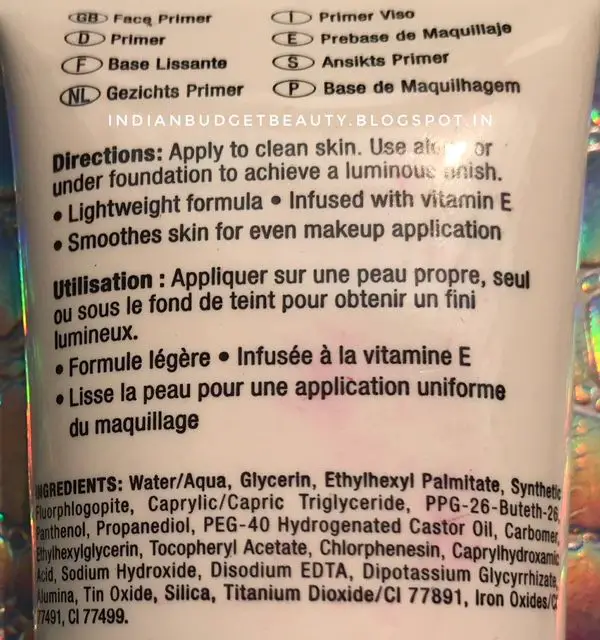 GB Face Primer
D Primer
F Base Lissante
NL Gezichts Primer
I Primer Viso
E Prebase de Maquillaje
S Ansikts Primer
P Base de Maquilhagem
INDIANBUDGETBEAUTY.BLOGSPOT.IN
Directions: Apply to clean skin. Use alone or
under foundation to achieve a luminous finish.
• Lightweight formula • Infused with vitamin E
• Smoothes skin for even makeup application
Utilisation : Appliquer sur une peau propre, seul
ou sous le fond de teint pour obtenir un fini
lumineux.
• Formule légère • Infusée à la vitamine E
• Lisse la peau pour une application uniforme
du maquillage
INGREDIENTS: Water/Aqua, Glycerin, Ethylhexyl Palmitate, Synthetic
Fluorphlogopite, Caprylic/Capric Triglyceride, PPG-26-Buteth-26,
Panthenol, Propanediol, PEG-40 Hydrogenated Castor Oil, Carbomer,
Ethylhexylglycerin, Tocopheryl Acetate, Chlorphenesin, Caprylhydroxamic
Acid, Sodium Hydroxide, Disodium EDTA, Dipotassium Glycyrrhizate,
Alumina, Tin Oxide, Silica, Titanium Dioxide/CI 77891, Iron Oxides/CI
77491, CI 77499.